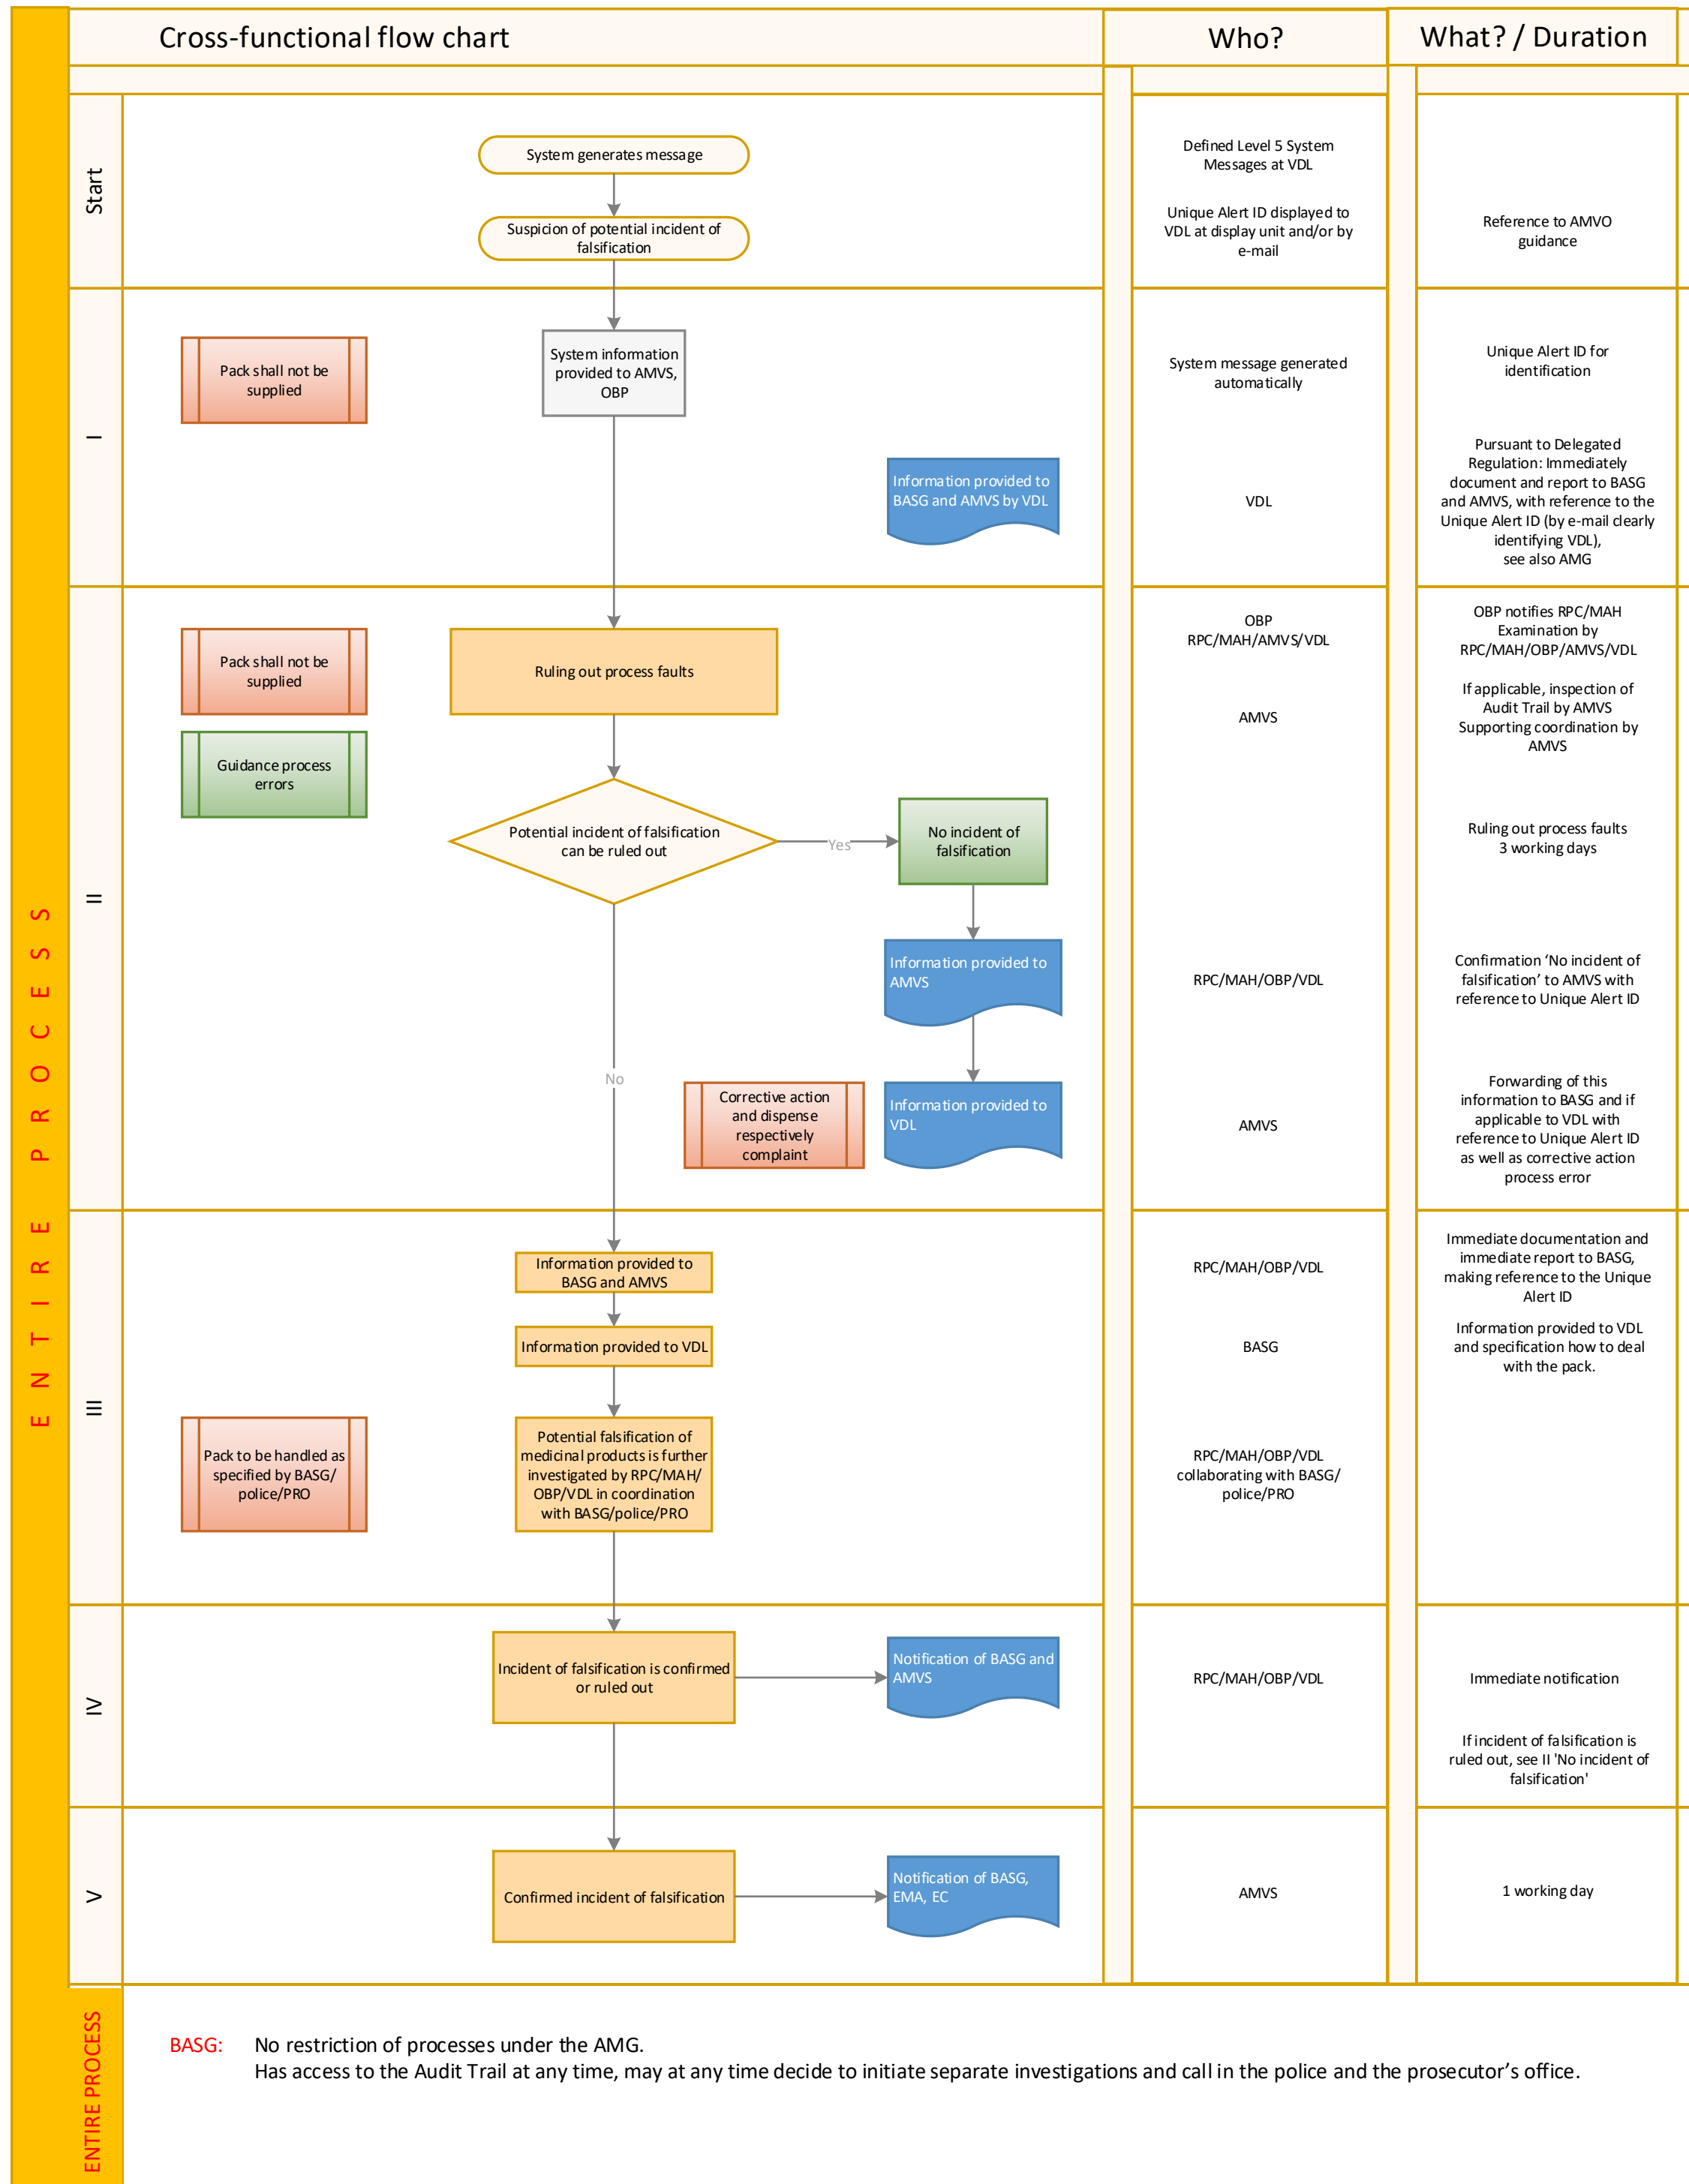 Cross-functional flow chart
Who?
What? / Duration
ENTIRE PROCESS
Start
System generates message
Suspicion of potential incident of
falsification
Defined Level 5 System
Messages at VDL
Unique Alert ID displayed to
VDL at display unit and/or by
e-mail
Reference to AMVO
guidance
I
Pack shall not be
supplied
System information
provided to AMVS,
OBP
System message generated
automatically
Unique Alert ID for
identification
Information provided to
BASG and AMVS by VDL
VDL
Pursuant to Delegated
Regulation: Immediately
document and report to BASG
and AMVS, with reference to the
Unique Alert ID (by e-mail clearly
identifying VDL),
see also AMG
II
Pack shall not be
supplied
Ruling out process faults
OBP
RPC/MAH/AMVS/VDL
OBP notifies RPC/MAH
Examination by
RPC/MAH/OBP/AMVS/VDL
AMVS
If applicable, inspection of
Audit Trail by AMVS
Supporting coordination by
AMVS
Guidance process
errors
Potential incident of falsification
can be ruled out
Yes
No incident of
falsification
Ruling out process faults
3 working days
Information provided to
AMVS
RPC/MAH/OBP/VDL
Confirmation ‘No incident of
falsification’ to AMVS with
reference to Unique Alert ID
No
Corrective action
and dispense
respectively
complaint
Information provided to
VDL
AMVS
Forwarding of this
information to BASG and if
applicable to VDL with
reference to Unique Alert ID
as well as corrective action
process error
III
Information provided to
BASG and AMVS
RPC/MAH/OBP/VDL
Immediate documentation and
immediate report to BASG,
making reference to the Unique
Alert ID
Information provided to VDL
BASG
Information provided to VDL
and specification how to deal
with the pack.
Pack to be handled as
specified by BASG/
police/PRO
Potential falsification of
medicinal products is further
investigated by RPC/MAH/
OBP/VDL in coordination
with BASG/police/PRO
RPC/MAH/OBP/VDL
collaborating with BASG/
police/PRO
IV
Incident of falsification is confirmed
or ruled out
Notification of BASG and
AMVS
RPC/MAH/OBP/VDL
Immediate notification
If incident of falsification is
ruled out, see II 'No incident of
falsification'
V
Confirmed incident of falsification
Notification of BASG,
EMA, EC
AMVS
1 working day
ENTIRE PROCESS
BASG: No restriction of processes under the AMG.
Has access to the Audit Trail at any time, may at any time decide to initiate separate investigations and call in the police and the prosecutor’s office.